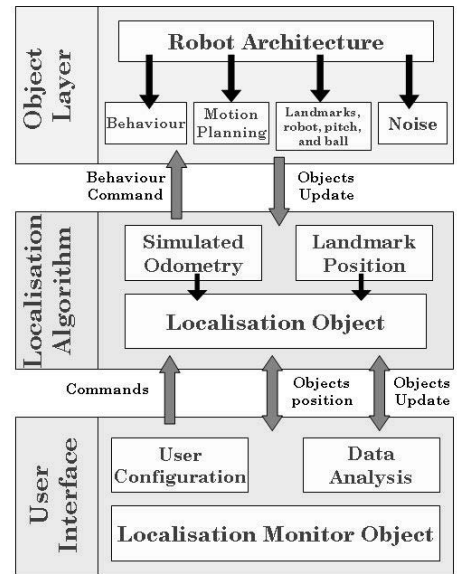 Object
Layer
Robot Architecture
Behaviour
Motion
Planning
Landmarks,
robot, pitch,
and ball
Noise
Behaviour
Command
Objects
Update
Localisation
Algorithm
Simulated
Odometry
Landmark
Position
Localisation Object
Commands
Objects
position
Objects
Update
User
Interface
User
Configuration
Data
Analysis
Localisation Monitor Object